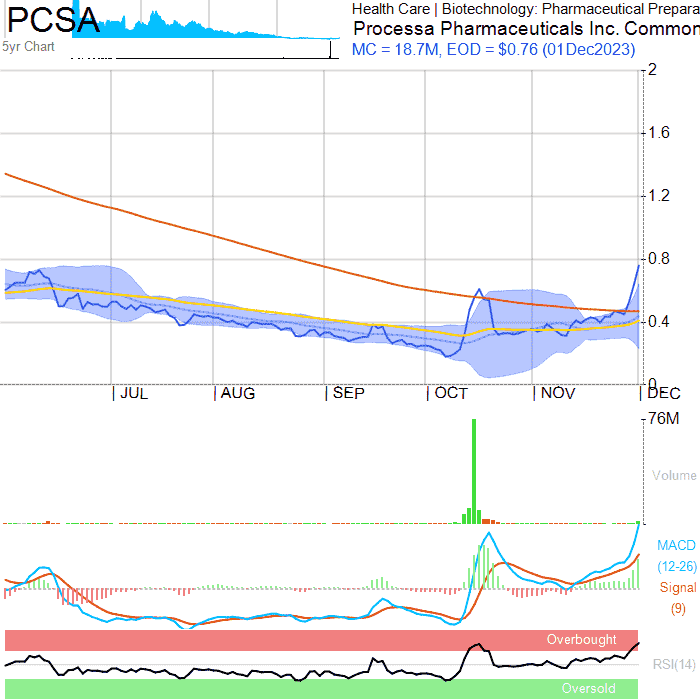 PCSA
5yr Chart
Health Care | Biotechnology: Pharmaceutical Prepara
Processa Pharmaceuticals Inc. Common
MC = 18.7M, EOD = $0.76 (01Dec2023)
2
1.6
1.2
0.8
0.4
0
JUL AUG SEP OCT NOV DEC
76M
Volume
MACD
(12-26)
Signal
(9)
Overbought
RSI(14)
Oversold